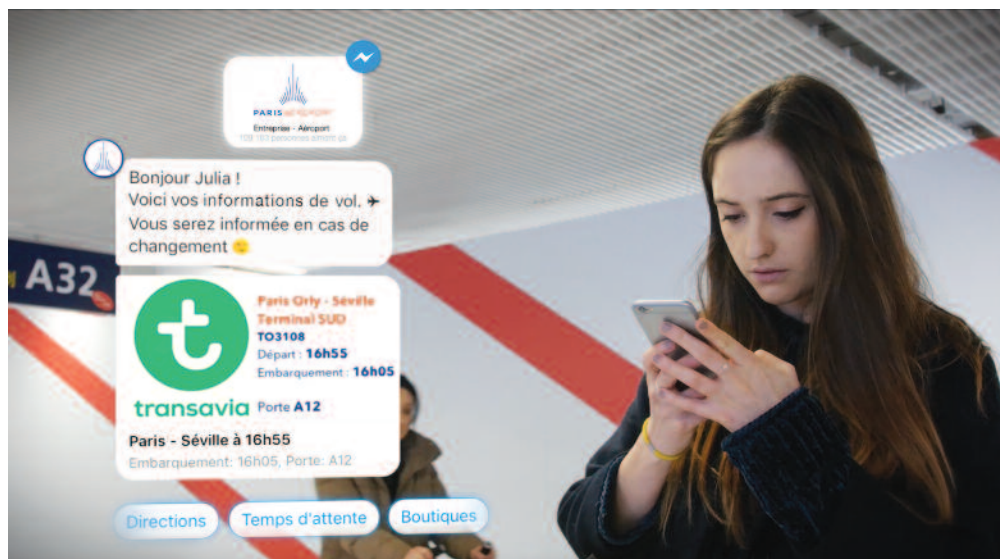 PARIS
Entreprise - Aéroport
Bonjour Julia !
Voici vos informations de vol. ✈
Vous serez informée en cas de
changement 🙂
A32
Paris Orly - Séville
Terminal SUD
TO3108
Départ : 16h55
Embarquement : 16h05
transavia
Porte A12
Paris - Séville à 16h55
Embarquement: 16h05, Porte: A12
Directions
Temps d'attente
Boutiques